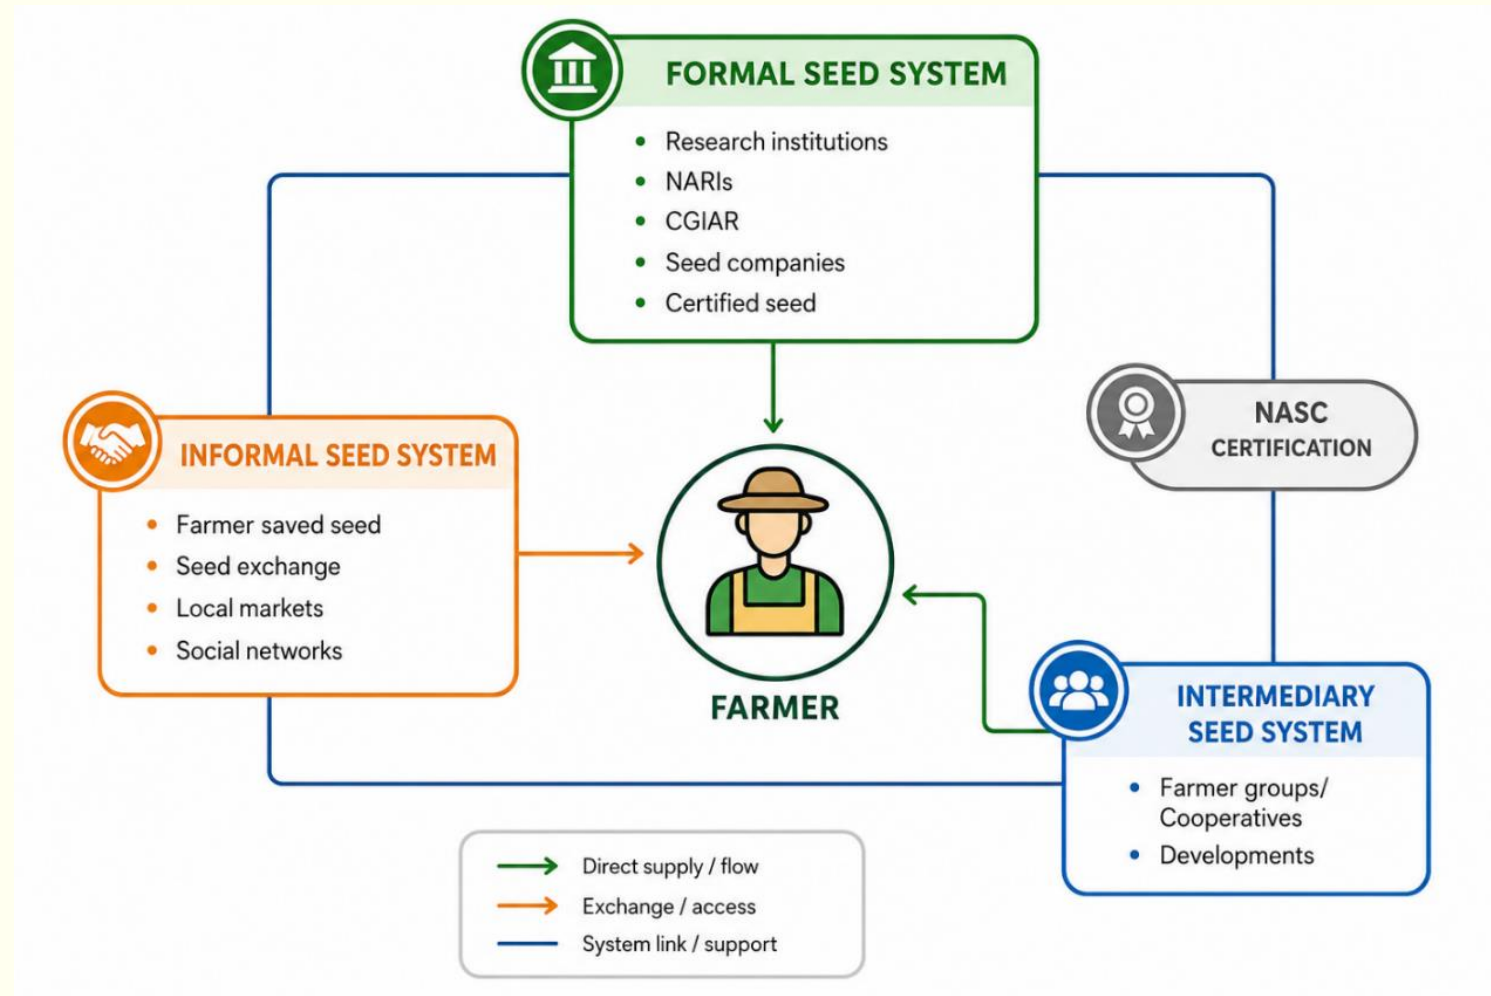 FORMAL SEED SYSTEM
• Research institutions
• NARIs
• CGIAR
• Seed companies
• Certified seed
NASC
CERTIFICATION
INFORMAL SEED SYSTEM
• Farmer saved seed
• Seed exchange
• Local markets
• Social networks
FARMER
INTERMEDIARY
SEED SYSTEM
• Farmer groups/
Cooperatives
• Developments
Direct supply / flow
Exchange / access
System link / support